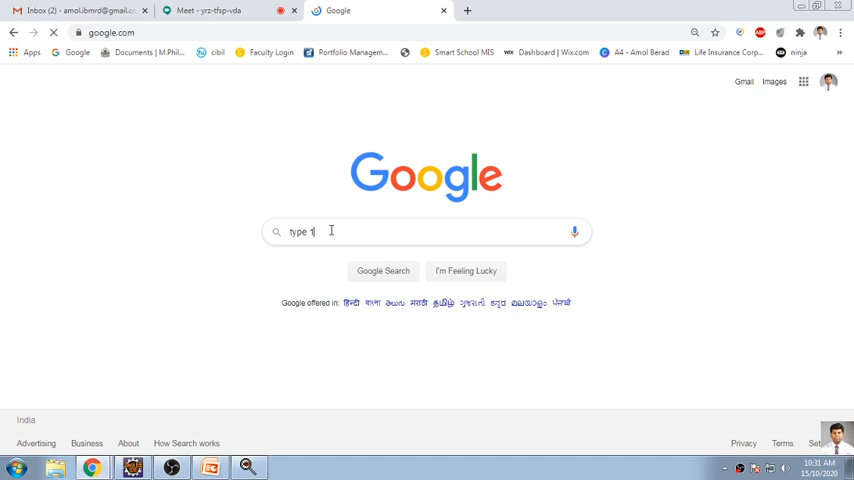 Inbox (2) - amol.ibmrd@gmail.co
Meet - yrz-tfsp-vda
Google
google.com
Apps
Google
Documents | M.Phil...
cibil
Faculty Login
Portfolio Managem...
Smart School MIS
WIX Dashboard | Wix.com
A4 - Amol Berad
Life Insurance Corp...
ninja
»
Gmail Images
Google
type 1
Google Search
I'm Feeling Lucky
Google offered in: हिन्दी বাংলা తెలుగు मराठी தமிழ் ગુજરાતી ಕನ್ನಡ മലയാളം ਪੰਜਾਬੀ
India
Advertising Business About How Search works
Privacy Terms Set
10:31 AM
15/10/2020